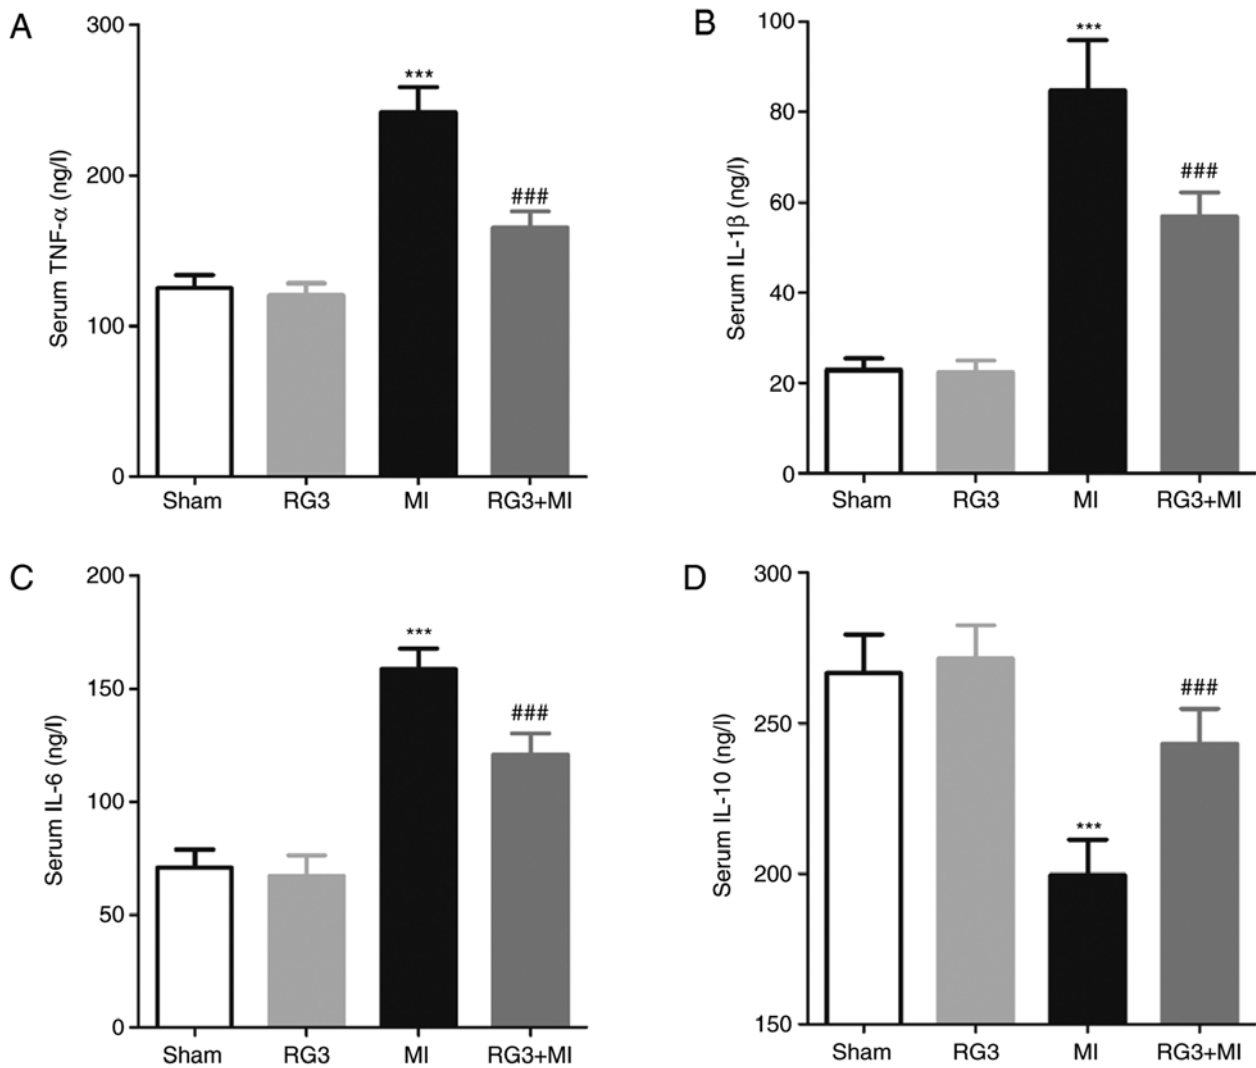 A
Serum TNF-α (ng/l)
300
200
100
0
***
###
Sham RG3 MI RG3+MI
B
Serum IL-1β (ng/l)
100
80
60
40
20
0
***
###
Sham RG3 MI RG3+MI
C
Serum IL-6 (ng/l)
200
150
100
50
0
***
###
Sham RG3 MI RG3+MI
D
Serum IL-10 (ng/l)
300
250
200
150
***
###
Sham RG3 MI RG3+MI